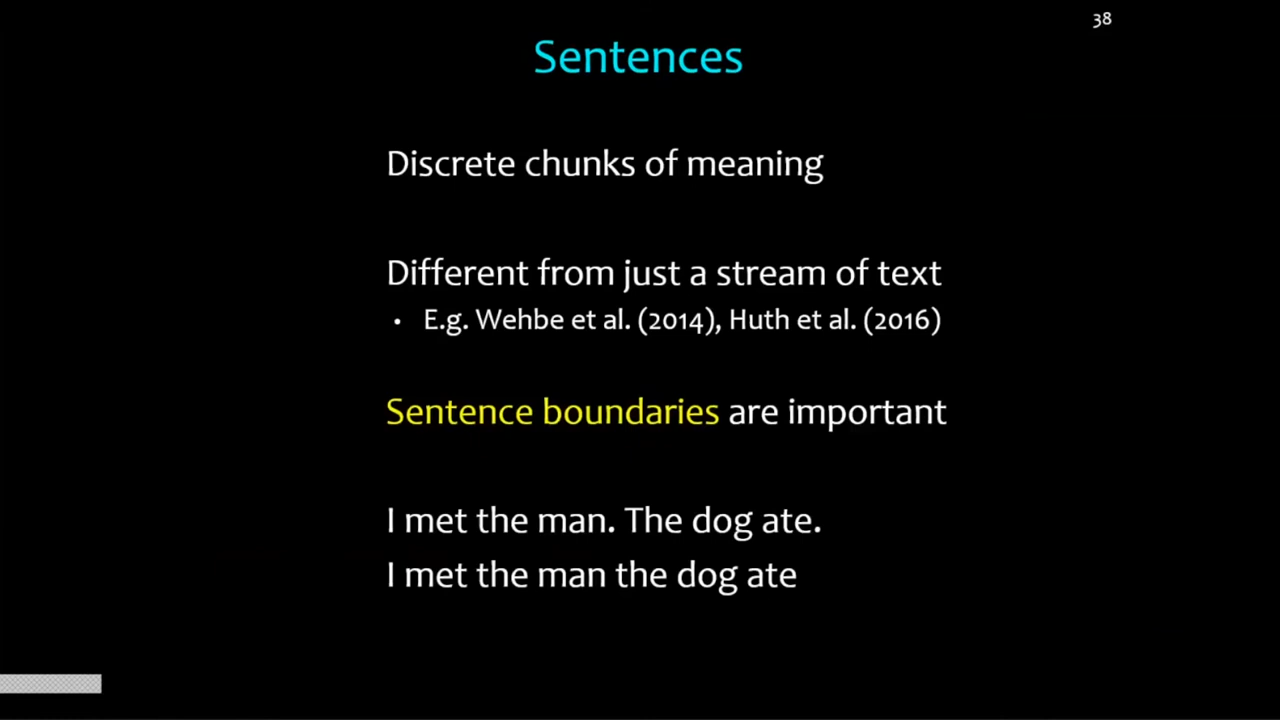 38
Sentences
Discrete chunks of meaning
Different from just a stream of text
• E.g. Wehbe et al. (2014), Huth et al. (2016)
Sentence boundaries are important
I met the man. The dog ate.
I met the man the dog ate